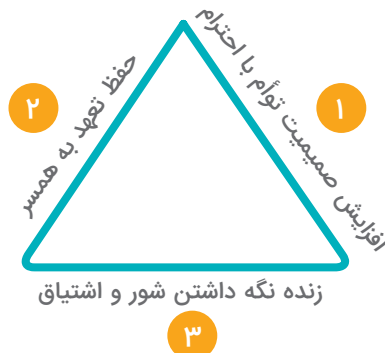 ۱
افزایش صمیمیت توأم با احترام
۲
حفظ تعهد به همسر
زنده نگه داشتن شور و اشتیاق
۳